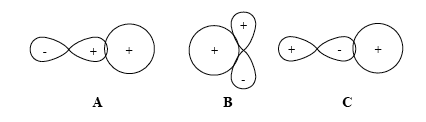 - + +
+ + -
+ - +
A B C